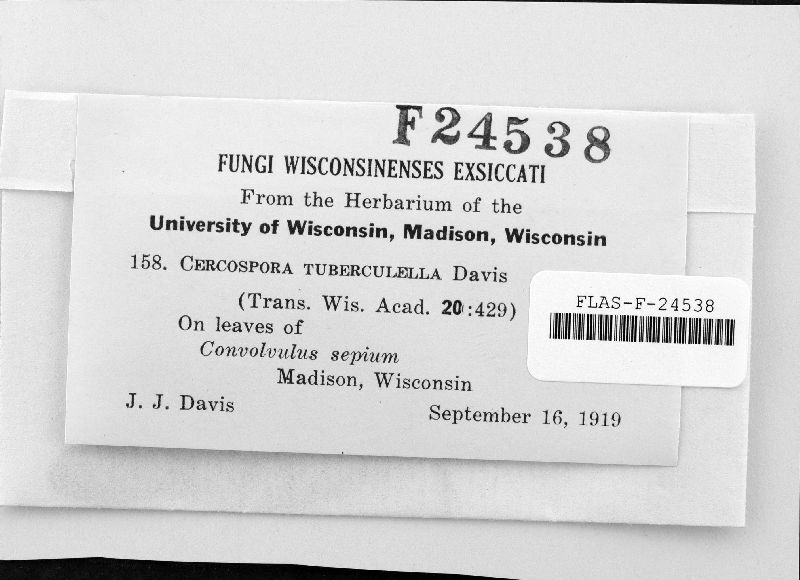 F24538
FUNGI WISCONSINENSES EXSICCATI
From the Herbarium of the
University of Wisconsin, Madison, Wisconsin
158. CERCOSPORA TUBERCULELLA Davis
(Trans. Wis. Acad. 20:429)
On leaves of
Convolvulus sepium
Madison, Wisconsin
J. J. Davis September 16, 1919
FLAS-F-24538